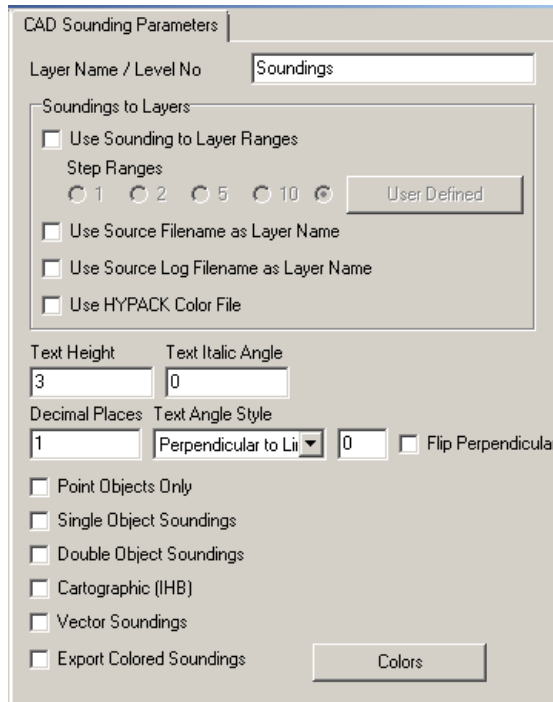 CAD Sounding Parameters
Layer Name / Level No Soundings
Soundings to Layers
Use Sounding to Layer Ranges
Step Ranges
1 2 5 10 User Defined
Use Source Filename as Layer Name
Use Source Log Filename as Layer Name
Use HYPACK Color File
Text Height Text Italic Angle
3 0
Decimal Places Text Angle Style
1 Perpendicular to Lin 0 Flip Perpendicula
Point Objects Only
Single Object Soundings
Double Object Soundings
Cartographic (IHB)
Vector Soundings
Export Colored Soundings Colors